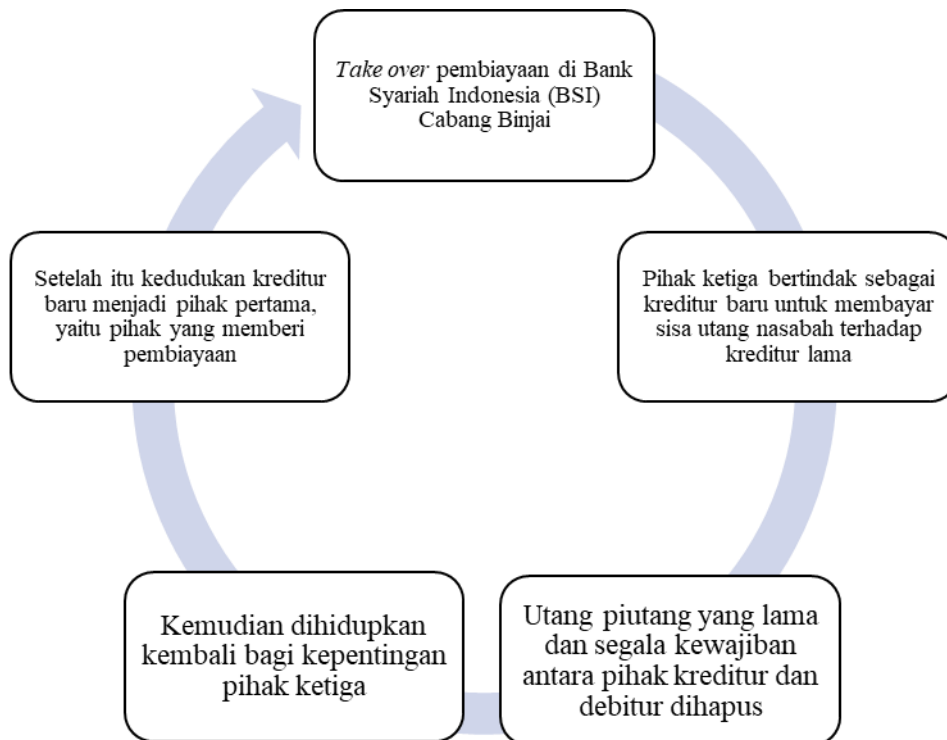 Take over pembiayaan di Bank
Syariah Indonesia (BSI)
Cabang Binjai
Pihak ketiga bertindak sebagai
kreditur baru untuk membayar
sisa utang nasabah terhadap
kreditur lama
Utang piutang yang lama
dan segala kewajiban
antara pihak kreditur dan
debitur dihapus
Kemudian dihidupkan
kembali bagi kepentingan
pihak ketiga
Setelah itu kedudukan kreditur
baru menjadi pihak pertama,
yaitu pihak yang memberi
pembiayaan